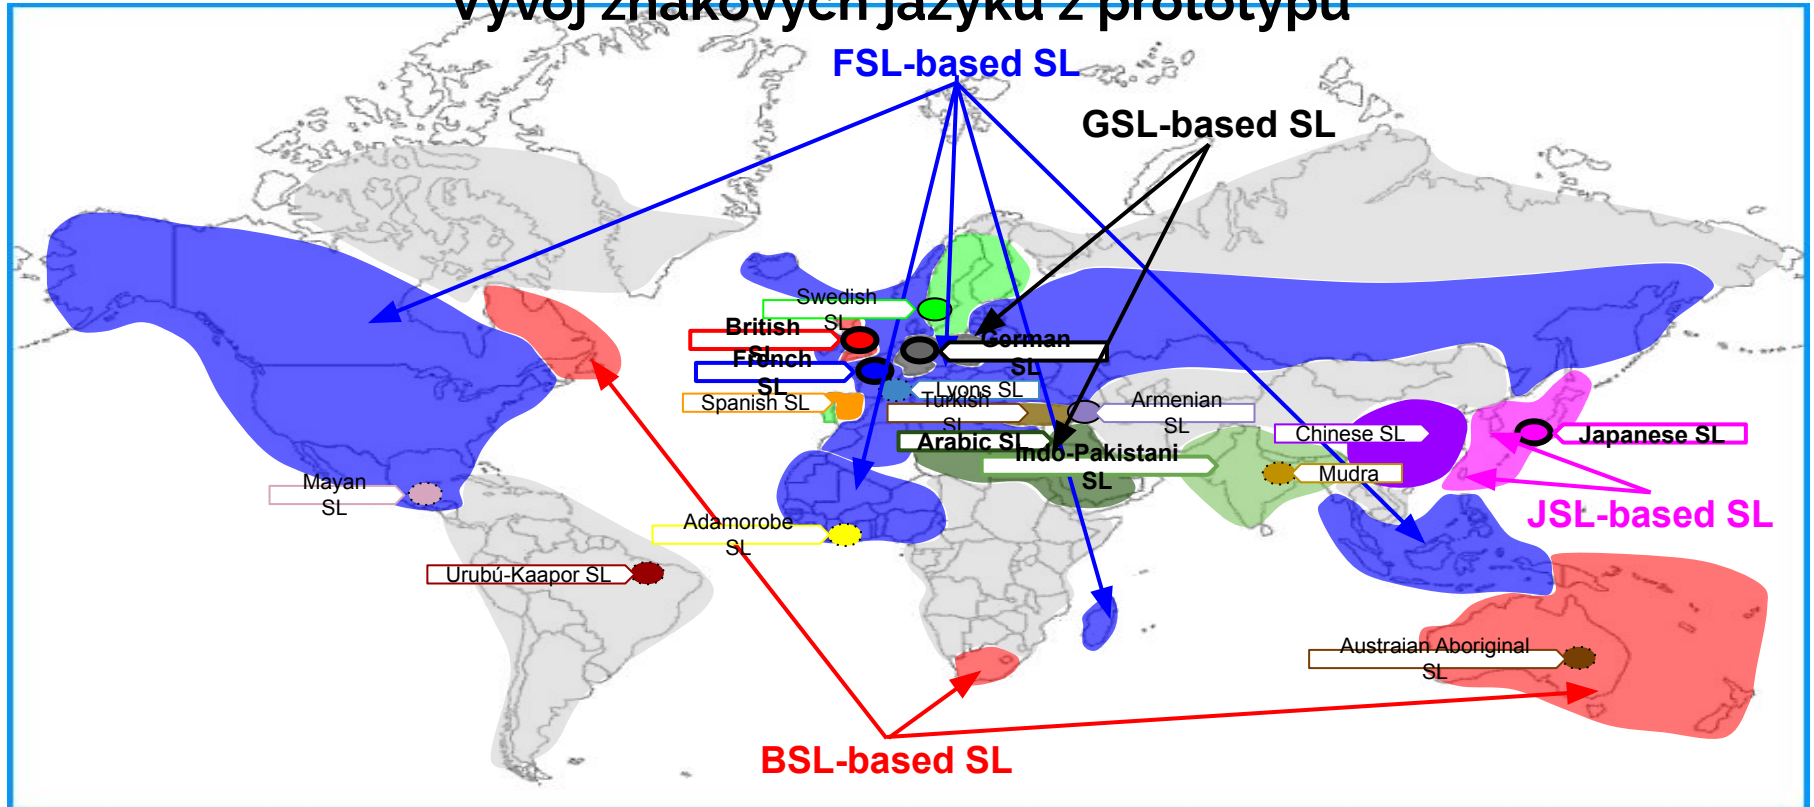 Vývoj znakových jazyků z prototypů
FSL-based SL
GSL-based SL
Swedish
SL
British
SL
French
SL
German
SL
Lyons SL
Spanish SL
Turkish
SL
Armenian
SL
Arabic SL
Indo-Pakistani
SL
Chinese SL
Japanese SL
Mudra
Mayan
SL
JSL-based SL
Adamorobe
SL
Urubú-Kaapor SL
Austraian Aboriginal
SL
BSL-based SL